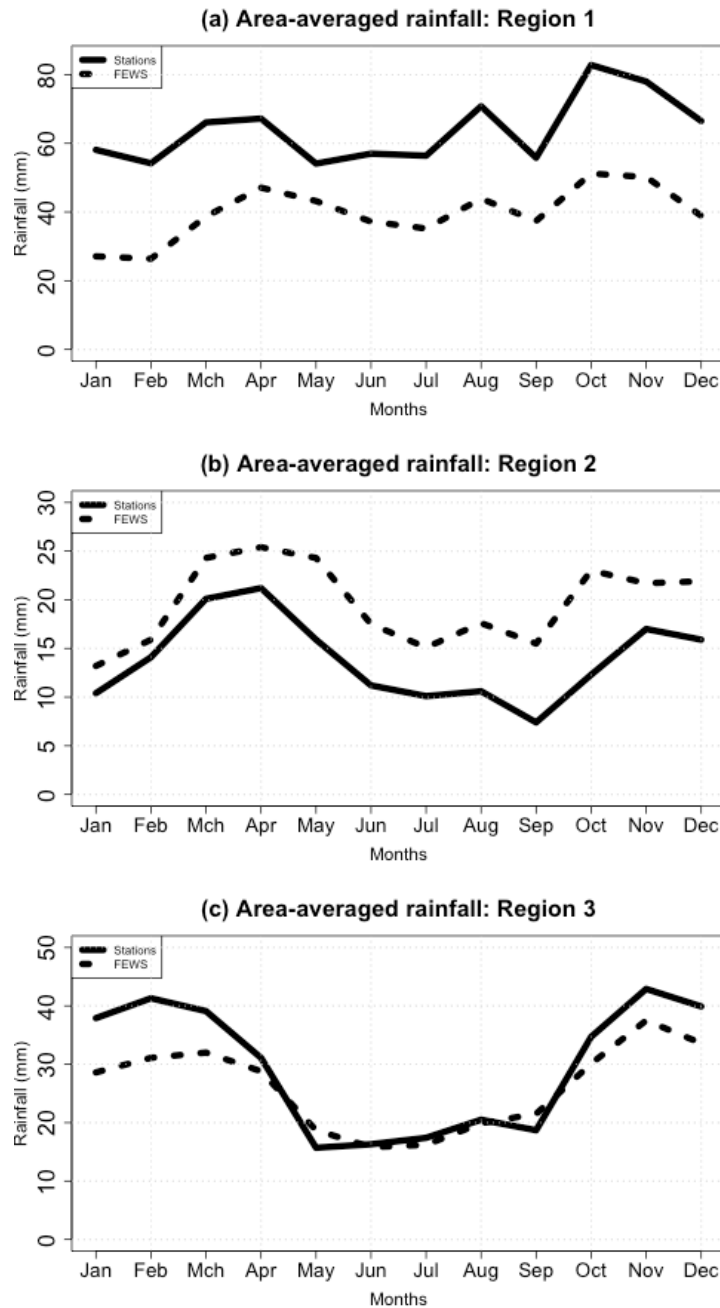 (a) Area-averaged rainfall: Region 1
Stations
FEWS
Rainfall (mm)
80
60
40
20
0
Jan Feb Mch Apr May Jun Jul Aug Sep Oct Nov Dec
Months
(b) Area-averaged rainfall: Region 2
Stations
FEWS
Rainfall (mm)
30
25
20
15
10
5
0
Jan Feb Mch Apr May Jun Jul Aug Sep Oct Nov Dec
Months
(c) Area-averaged rainfall: Region 3
Stations
FEWS
Rainfall (mm)
50
40
30
20
10
0
Jan Feb Mch Apr May Jun Jul Aug Sep Oct Nov Dec
Months